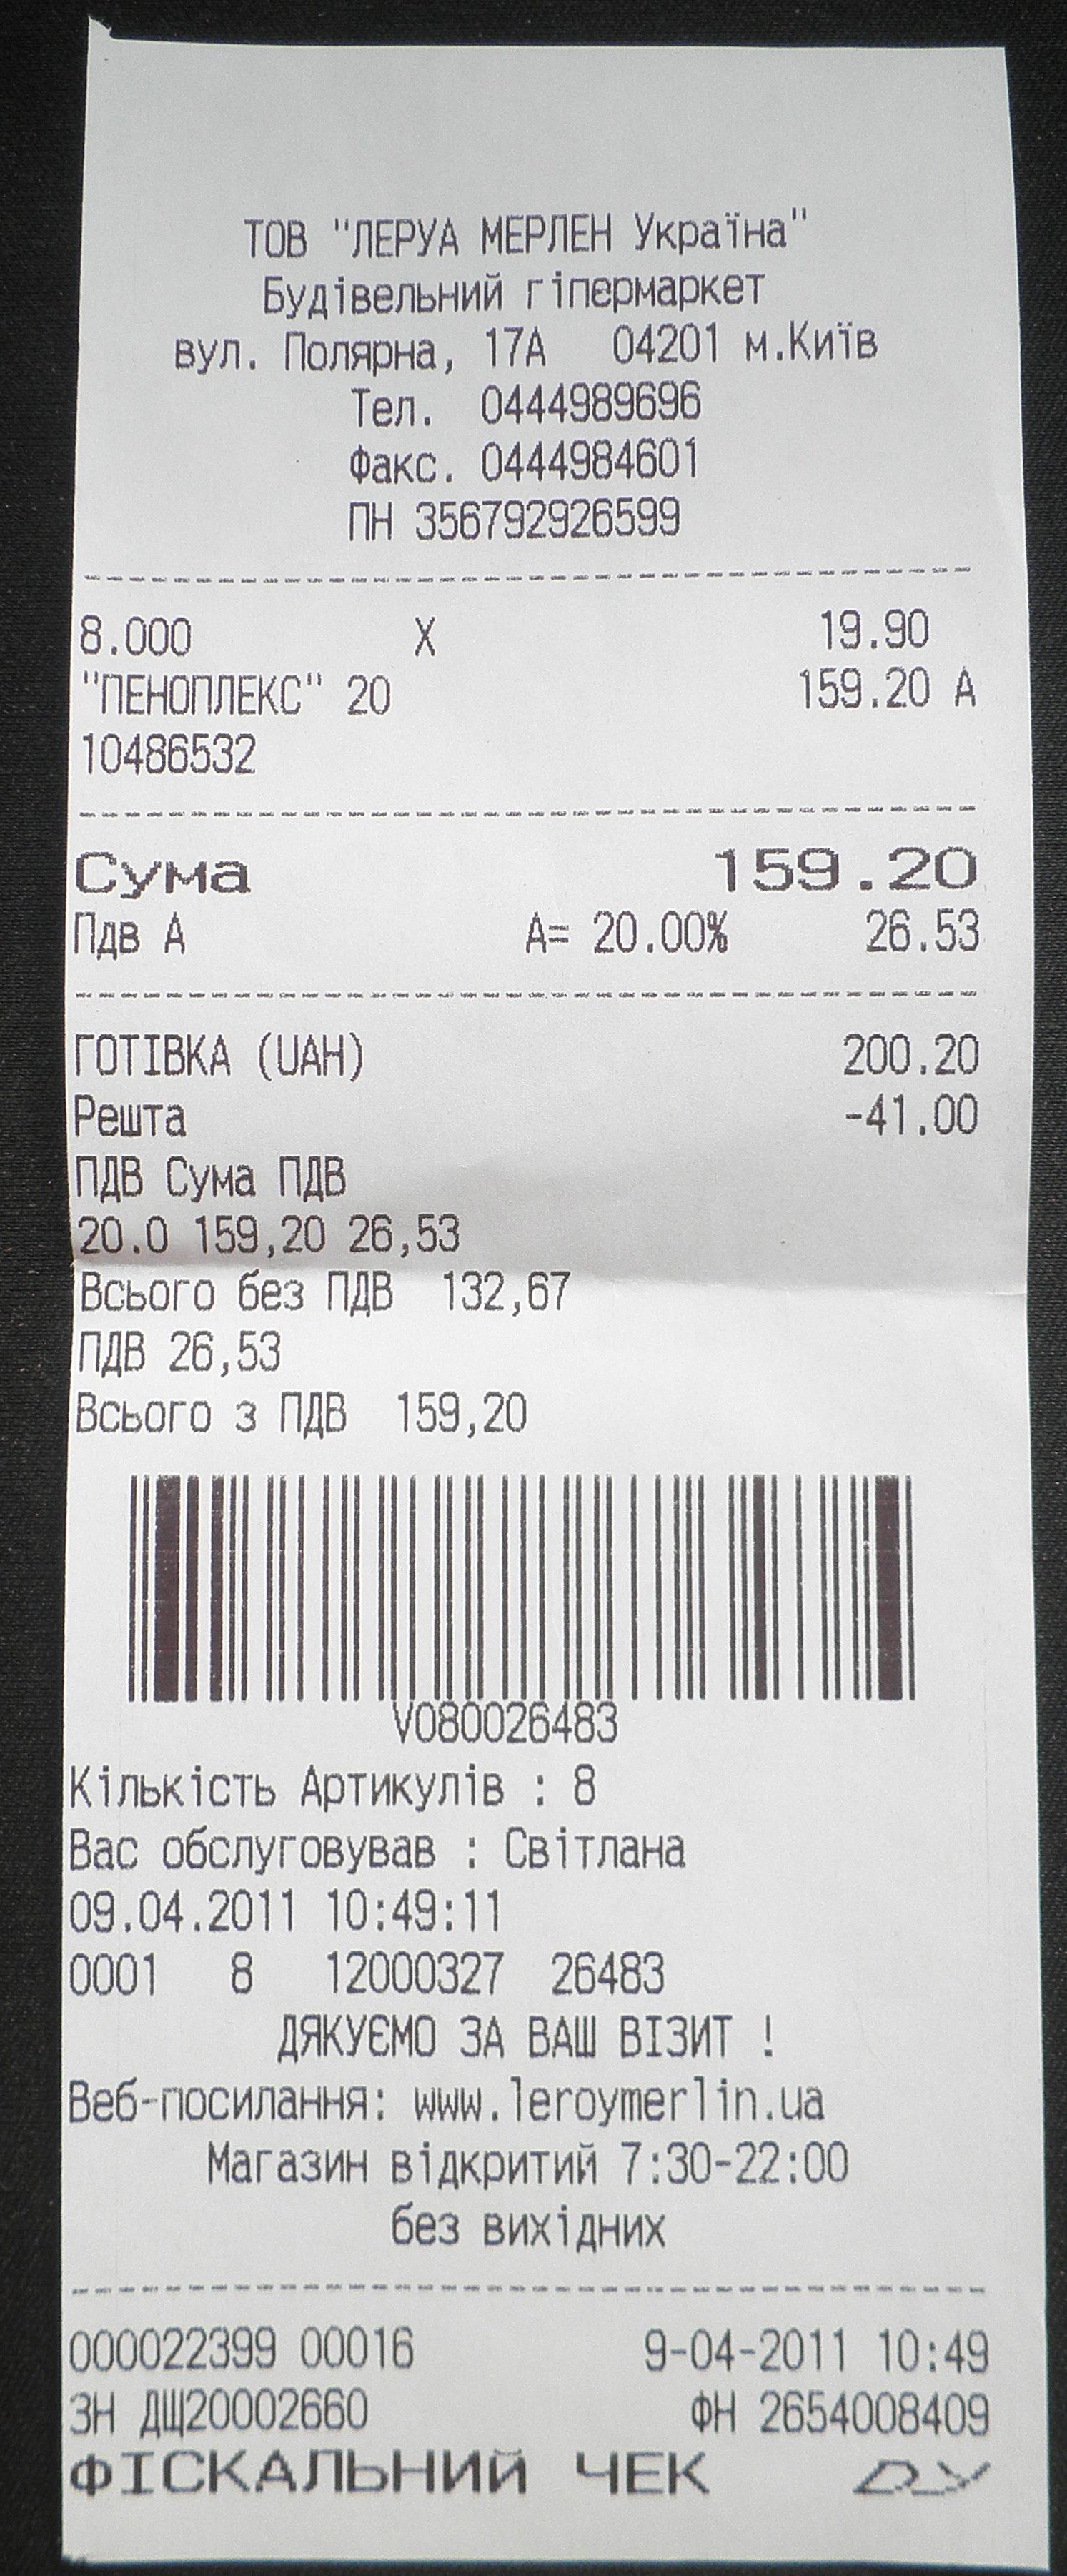 ТОВ "ЛЕРУА МЕРЛЕН Україна"
Будівельний гіпермаркет
вул. Полярна, 17А 04201 м.Київ
Тел. 0444989696
Факс. 0444984601
ПН 356792926599
8.000 X 19.90
"ПЕНОПЛЕКС" 20 159.20 А
10486532
Сума 159.20
Пдв А А= 20.00% 26.53
ГОТІВКА (UAH) 200.20
Решта -41.00
ПДВ Сума ПДВ
20.0 159,20 26,53
Всього без ПДВ 132,67
ПДВ 26,53
Всього з ПДВ 159,20
V080026483
Кількість Артикулів : 8
Вас обслуговував : Світлана
09.04.2011 10:49:11
0001 8 12000327 26483
ДЯКУЄМО ЗА ВАШ ВІЗИТ !
Веб-посилання: www.leroymerlin.ua
Магазин відкритий 7:30-22:00
без вихідних
000022399 00016 9-04-2011 10:49
ЗН ДЩ20002660 ФН 2654008409
ФІСКАЛЬНИЙ ЧЕК